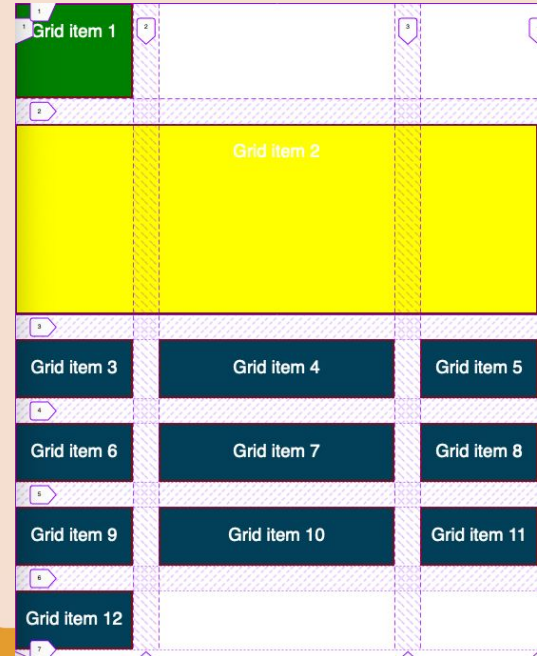 1
1
Grid item 1
2
3
2
Grid item 2
3
Grid item 3
Grid item 4
Grid item 5
4
Grid item 6
Grid item 7
Grid item 8
5
Grid item 9
Grid item 10
Grid item 11
6
Grid item 12
7